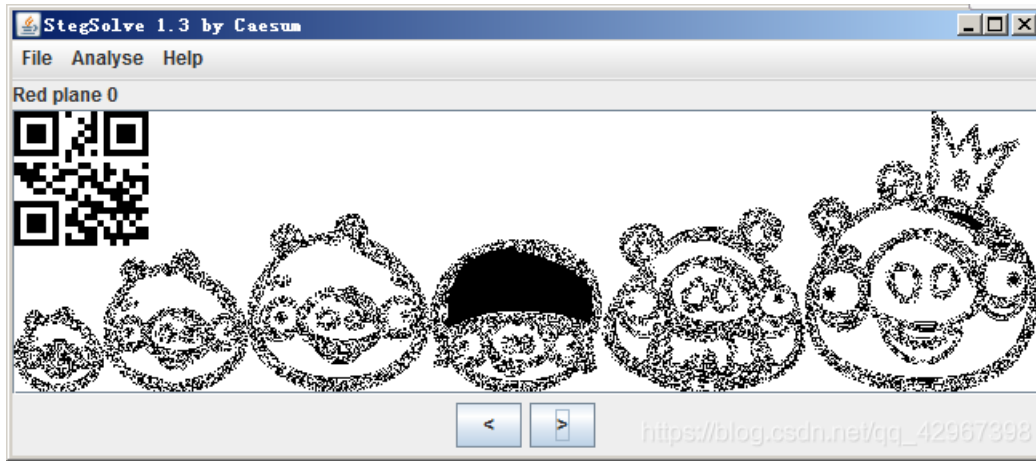 StegSolve 1.3 by Caesum
File Analyse Help
Red plane 0
< >
https://blog.csdn.net/qq_42967398